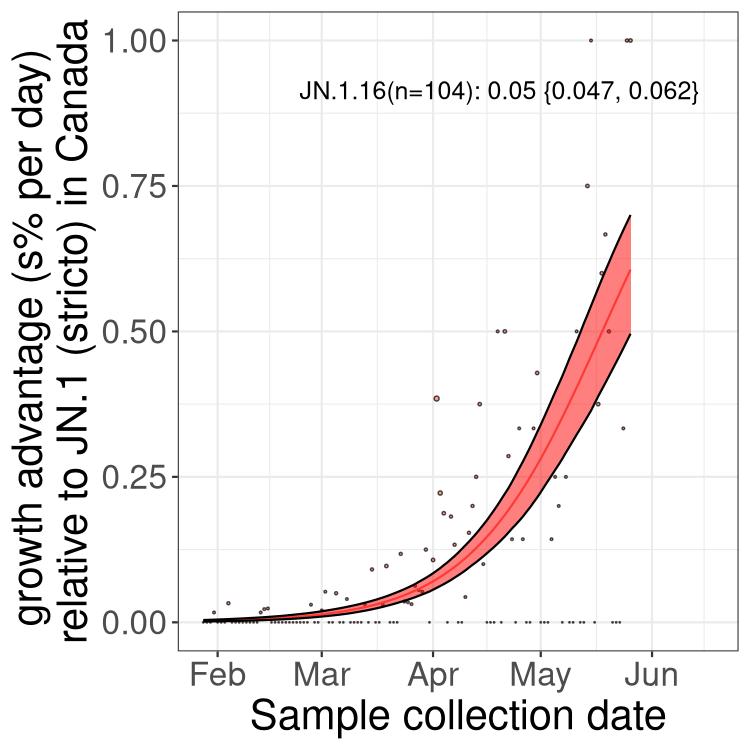 growth advantage (s% per day)
relative to JN.1 (stricto) in Canada
1.00
0.75
0.50
0.25
0.00
JN.1.16(n=104): 0.05 {0.047, 0.062}
Feb Mar Apr May Jun
Sample collection date